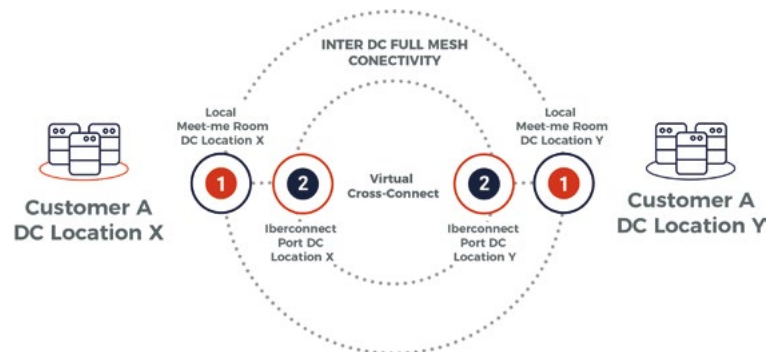 INTER DC FULL MESH
CONECTIVITY
Local
Meet-me Room
DC Location X
Local
Meet-me Room
DC Location Y
Customer A
DC Location X
1
2
Virtual
Cross-Connect
2
1
Customer A
DC Location Y
Iberconnect
Port DC
Location X
Iberconnect
Port DC
Location Y